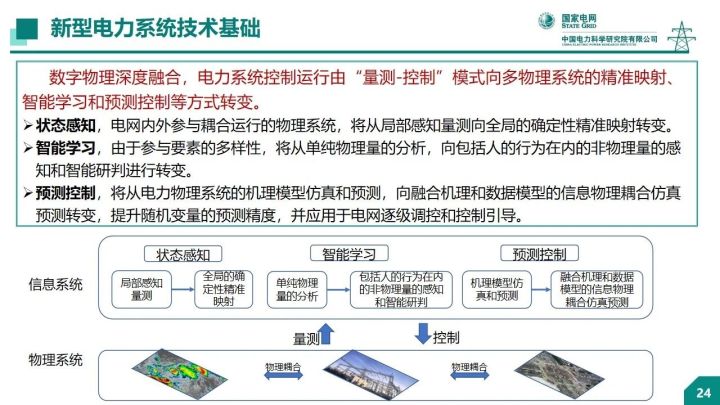 新型电力系统技术基础
国家电网
STATE GRID
中国电力科学研究院有限公司
CHINA ELECTRIC POWER RESEARCH INSTITUTE
数字物理深度融合，电力系统控制运行由“量测-控制”模式向多物理系统的精准映射、
智能学习和预测控制等方式转变。
➢状态感知，电网内外参与耦合运行的物理系统，将从局部感知量测向全局的确定性精准映射转变。
➢智能学习，由于参与要素的多样性，将从单纯物理量的分析，向包括人的行为在内的非物理量的感
知和智能研判进行转变。
➢预测控制，将从电力物理系统的机理模型仿真和预测，向融合机理和数据模型的信息物理耦合仿真
预测转变，提升随机变量的预测精度，并应用于电网逐级调控和控制引导。
状态感知
智能学习
预测控制
信息系统
局部感知
量测
全局的确
定性精准
映射
单纯物理
量的分析
包括人的行为在内
的非物理量的感知
和智能研判
机理模型仿
真和预测
融合机理和数据
模型的信息物理
耦合仿真预测
量测
控制
物理系统
物理耦合
物理耦合
24